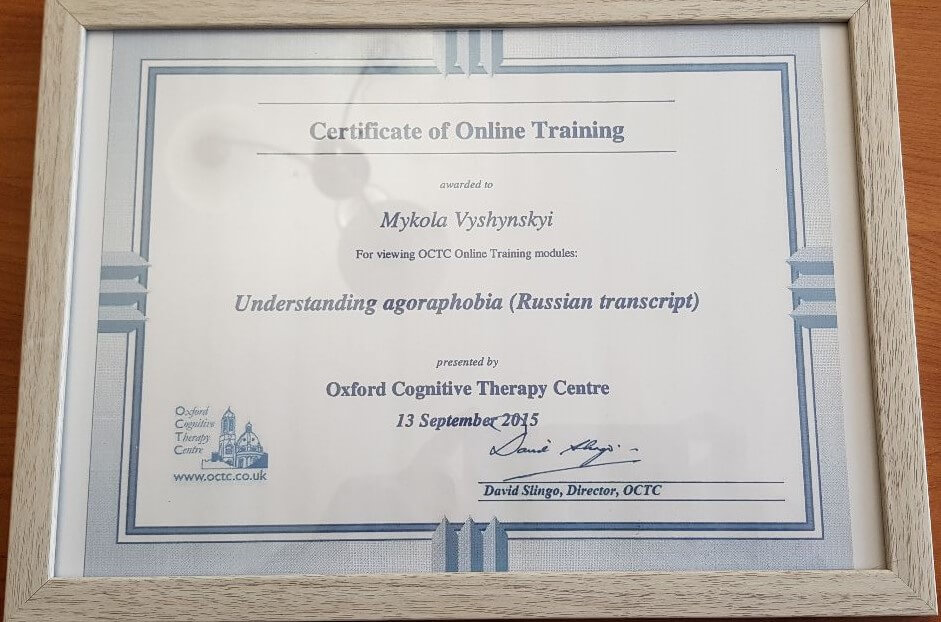 Certificate of Online Training
awarded to
Mykola Vyshynskyi
For viewing OCTC Online Training modules:
Understanding agoraphobia (Russian transcript)
presented by
Oxford Cognitive Therapy Centre
13 September 2015
Oxford
Cognitive
Therapy
Centre
www.octc.co.uk
David Slingo
David Slingo, Director, OCTC